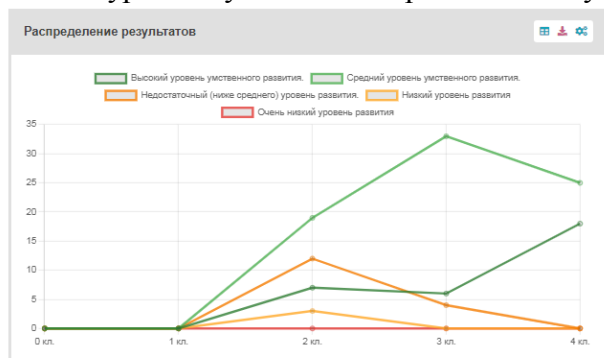 Распределение результатов
Высокий уровень умственного развития. Средний уровень умственного развития.
Недостаточный (ниже среднего) уровень развития. Низкий уровень развития
Очень низкий уровень развития
35
30
25
20
15
10
5
0
0 кл. 1 кл. 2 кл. 3 кл. 4 кл.